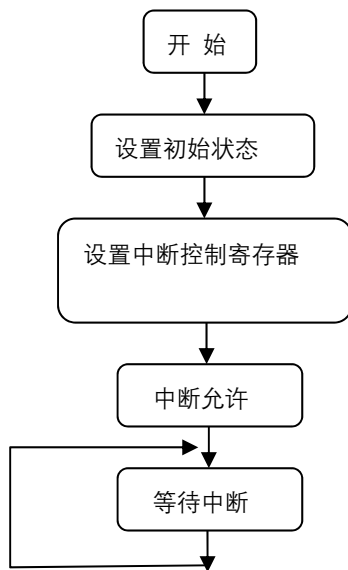 开 始
设置初始状态
设置中断控制寄存器
中断允许
等待中断